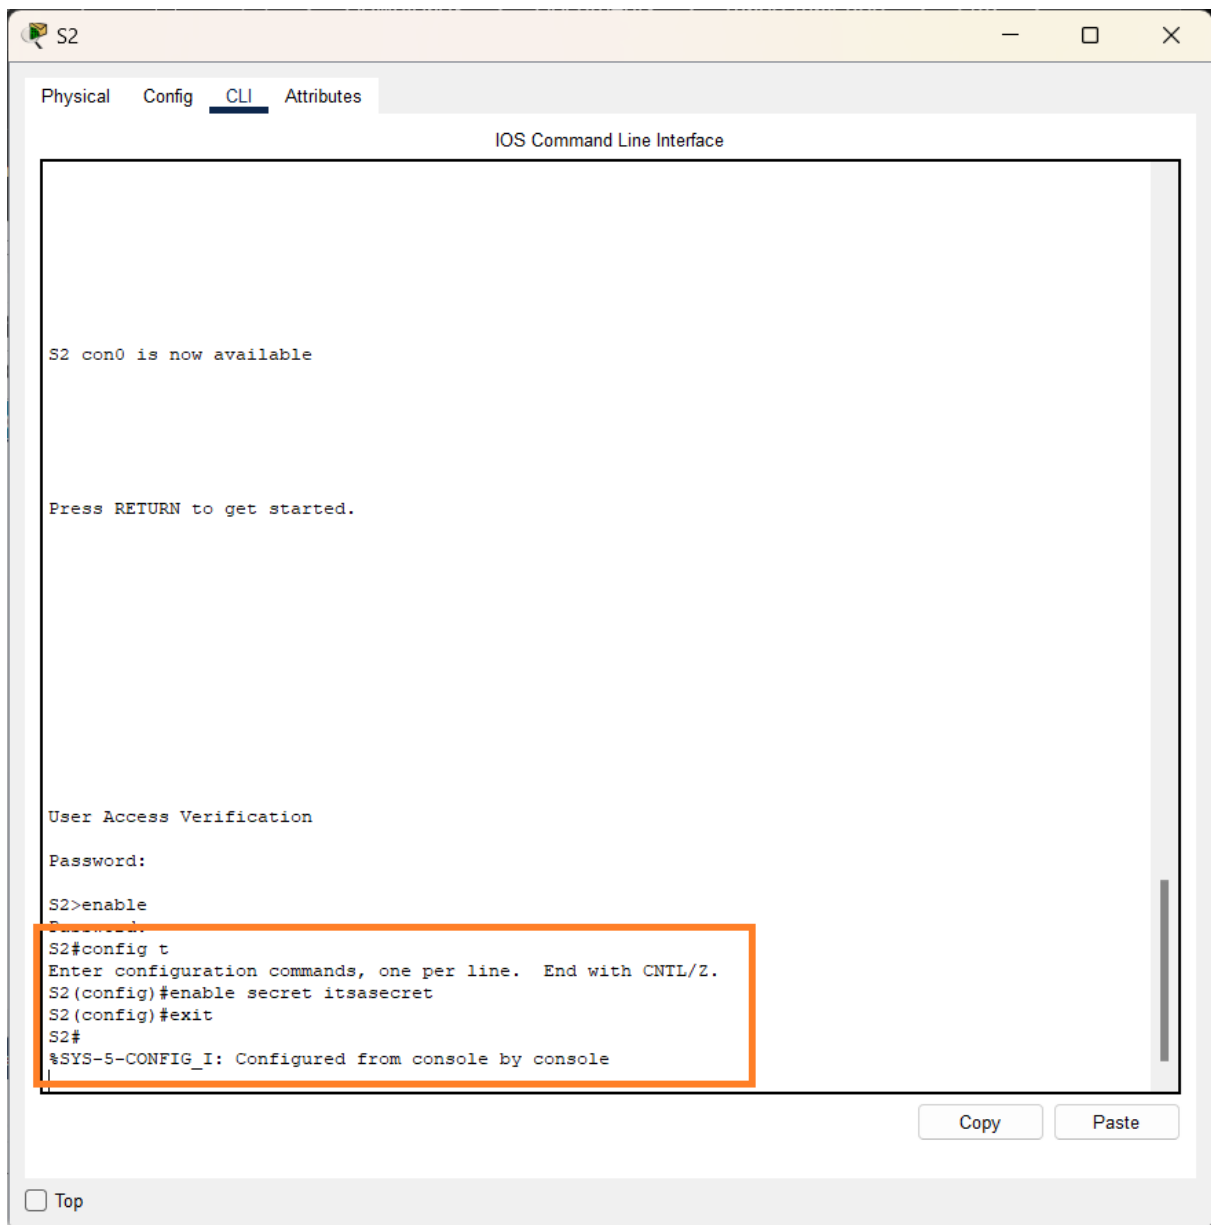 S2
Physical Config CLI Attributes
IOS Command Line Interface
S2 con0 is now available
Press RETURN to get started.
User Access Verification
Password:
S2>enable
Password:
S2#config t
Enter configuration commands, one per line.  End with CNTL/Z.
S2(config)#enable secret itsasecret
S2(config)#exit
S2#
%SYS-5-CONFIG_I: Configured from console by console
Copy Paste
Top